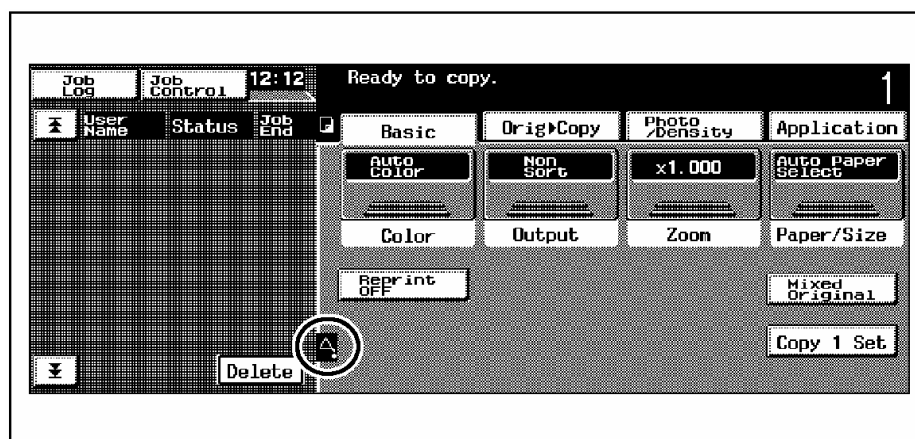 Job Log
Job Control
12:12
Ready to copy.
1
User Name
Status
Job End
Basic
Orig▸Copy
Photo /Density
Application
Auto Color
Non Sort
×1.000
Auto Paper Select
Color
Output
Zoom
Paper/Size
Reprint OFF
Mixed Original
Copy 1 Set
Delete